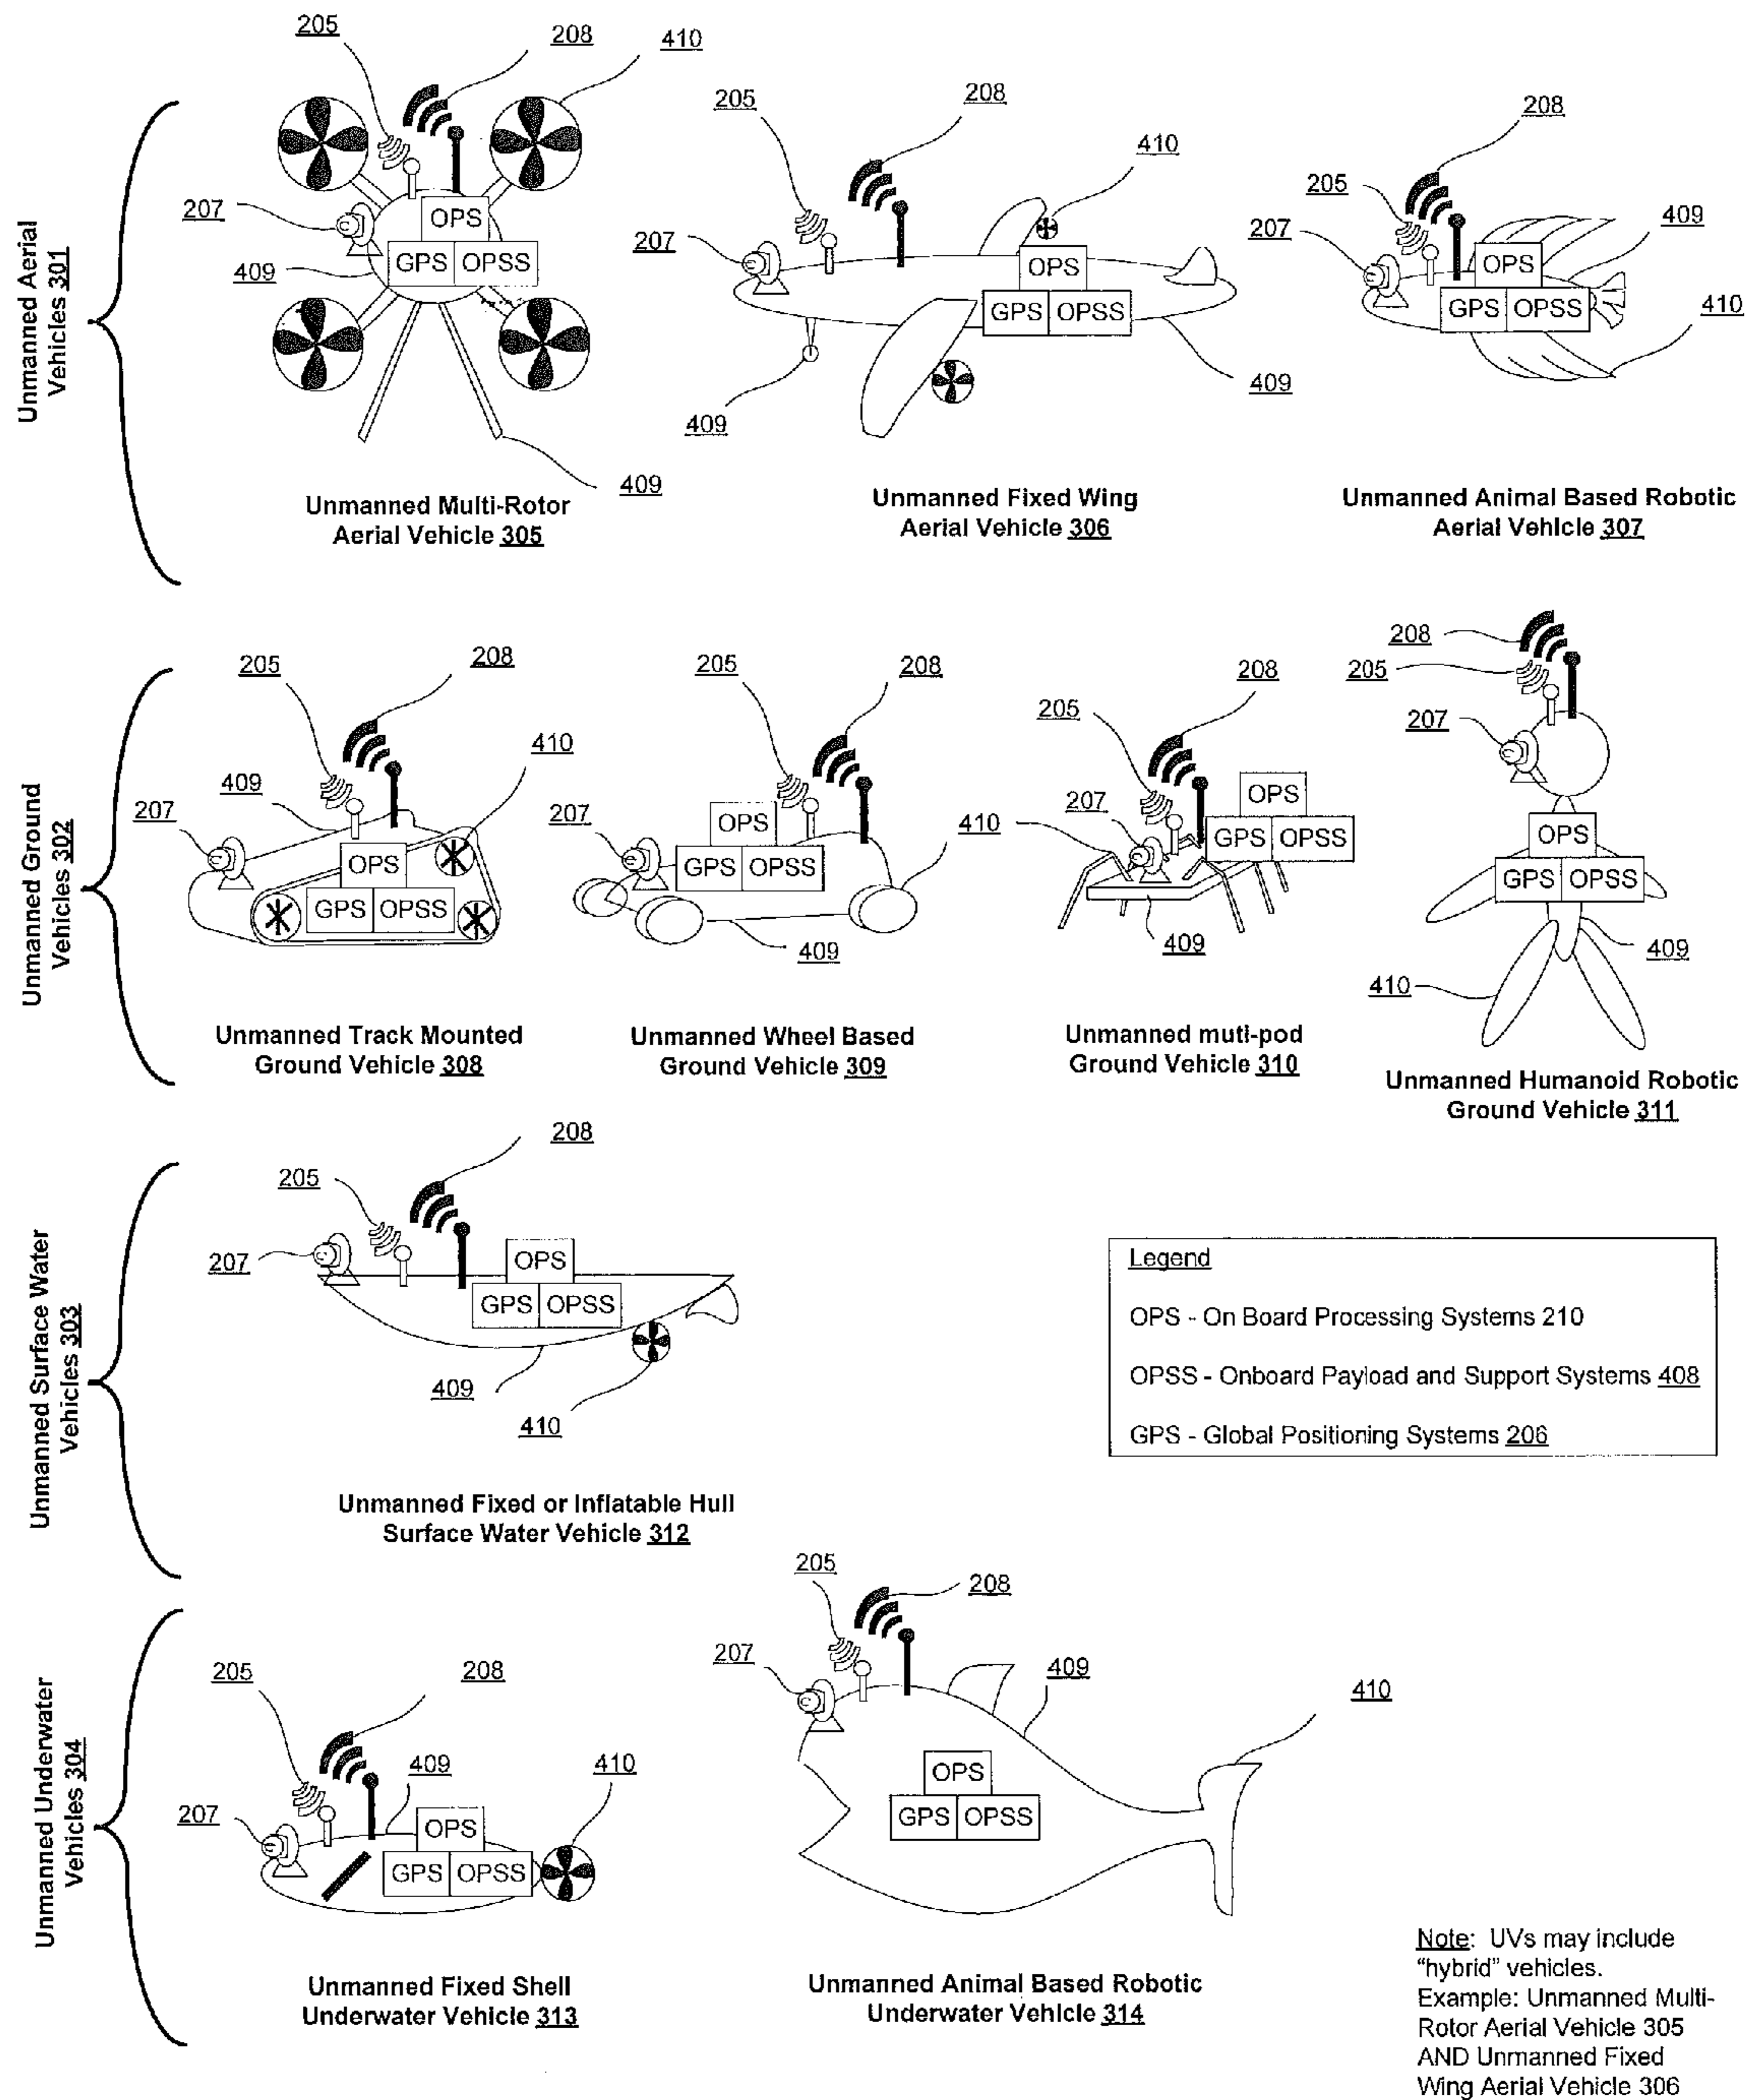 Unmanned Aerial
Vehicles 301
205
208
410
207
OPS
GPS OPSS
409
409
Unmanned Multi-Rotor
Aerial Vehicle 305
205
208
410
207
OPS
GPS OPSS
409
409
Unmanned Fixed Wing
Aerial Vehicle 306
208
205
409
207
OPS
GPS OPSS
410
Unmanned Animal Based Robotic
Aerial Vehicle 307
Unmanned Ground
Vehicles 302
205
208
410
409
207
OPS
GPS OPSS
Unmanned Track Mounted
Ground Vehicle 308
205
208
207
OPS
GPS OPSS
410
409
Unmanned Wheel Based
Ground Vehicle 309
208
205
207
OPS
GPS OPSS
409
Unmanned muti-pod
Ground Vehicle 310
208
205
207
OPS
GPS OPSS
409
410
Unmanned Humanoid Robotic
Ground Vehicle 311
Unmanned Surface Water
Vehicles 303
208
205
207
OPS
GPS OPSS
409
410
Unmanned Fixed or Inflatable Hull
Surface Water Vehicle 312
Legend
OPS - On Board Processing Systems 210
OPSS - Onboard Payload and Support Systems 408
GPS - Global Positioning Systems 206
Unmanned Underwater
Vehicles 304
205
208
409
410
207
OPS
GPS OPSS
Unmanned Fixed Shell
Underwater Vehicle 313
205
208
207
409
410
OPS
GPS OPSS
Unmanned Animal Based Robotic
Underwater Vehicle 314
Note: UVs may include
“hybrid” vehicles.
Example: Unmanned Multi-
Rotor Aerial Vehicle 305
AND Unmanned Fixed
Wing Aerial Vehicle 306